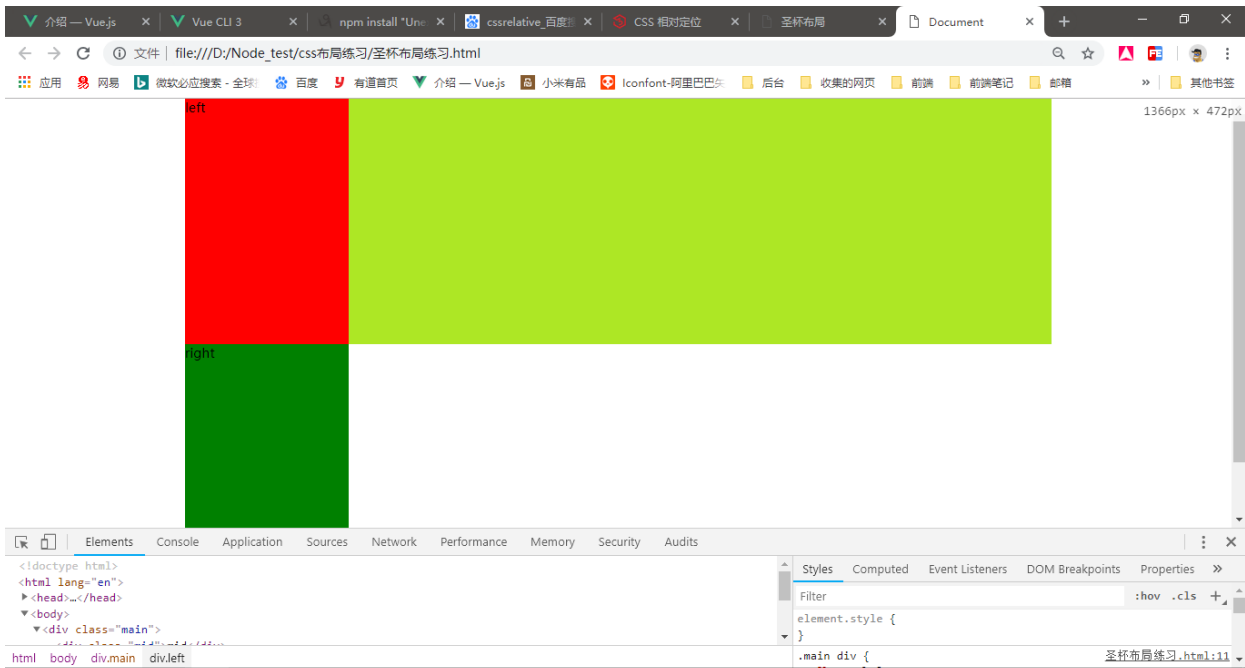 介绍 — Vue.js
Vue CLI 3
npm install "Une
cssrelative_百度搜
CSS 相对定位
圣杯布局
Document
文件 file:///D:/Node_test/css布局练习/圣杯布局练习.html
应用 网易 微软必应搜索 - 全球 百度 有道首页 介绍 — Vue.js 小米有品 Iconfont-阿里巴巴矢 后台 收集的网页 前端 前端笔记 邮箱 » 其他书签
left
1366px × 472px
right
Elements Console Application Sources Network Performance Memory Security Audits
<!doctype html>
<html lang="en">
▶<head>…</head>
▼<body>
▼<div class="main">
<div class="mid">mid</div>
html body div.main div.left
Styles Computed Event Listeners DOM Breakpoints Properties »
Filter :hov .cls +
element.style {
}
.main div { 圣杯布局练习.html:11